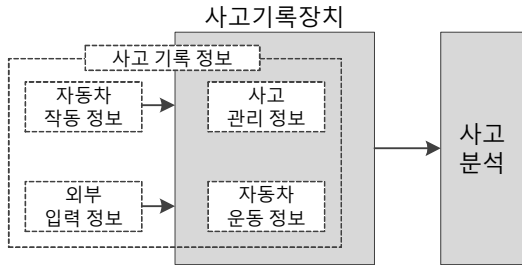 사고기록장치
사고 기록 정보
자동차
작동 정보
사고
관리 정보
외부
입력 정보
자동차
운동 정보
사고
분석